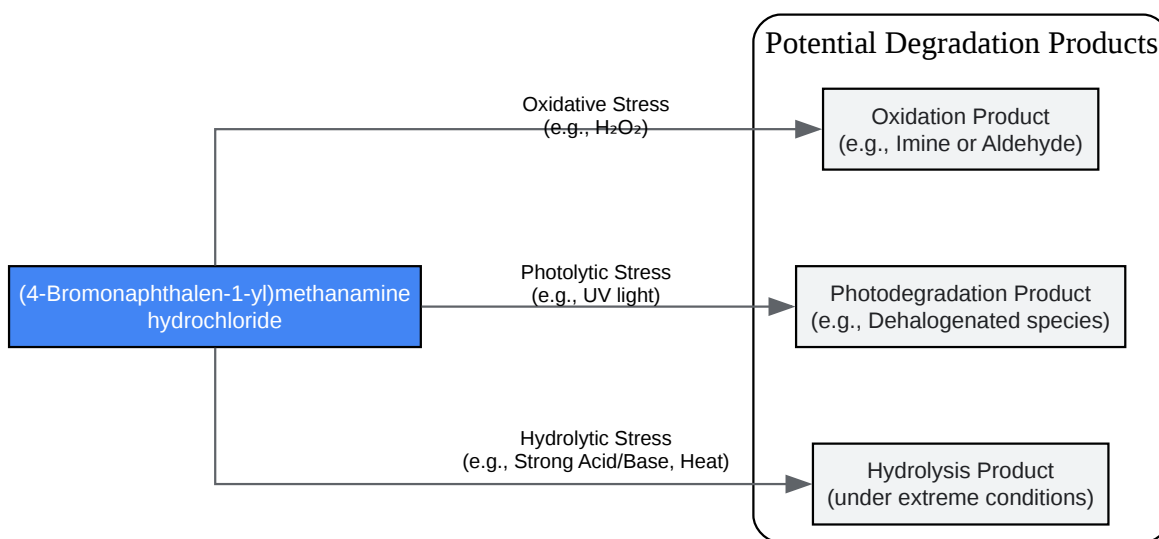 Potential Degradation Products
Oxidative Stress
(e.g., H₂O₂)
Oxidation Product
(e.g., Imine or Aldehyde)
(4-Bromonaphthalen-1-yl)methanamine
hydrochloride
Photolytic Stress
(e.g., UV light)
Photodegradation Product
(e.g., Dehalogenated species)
Hydrolytic Stress
(e.g., Strong Acid/Base, Heat)
Hydrolysis Product
(under extreme conditions)